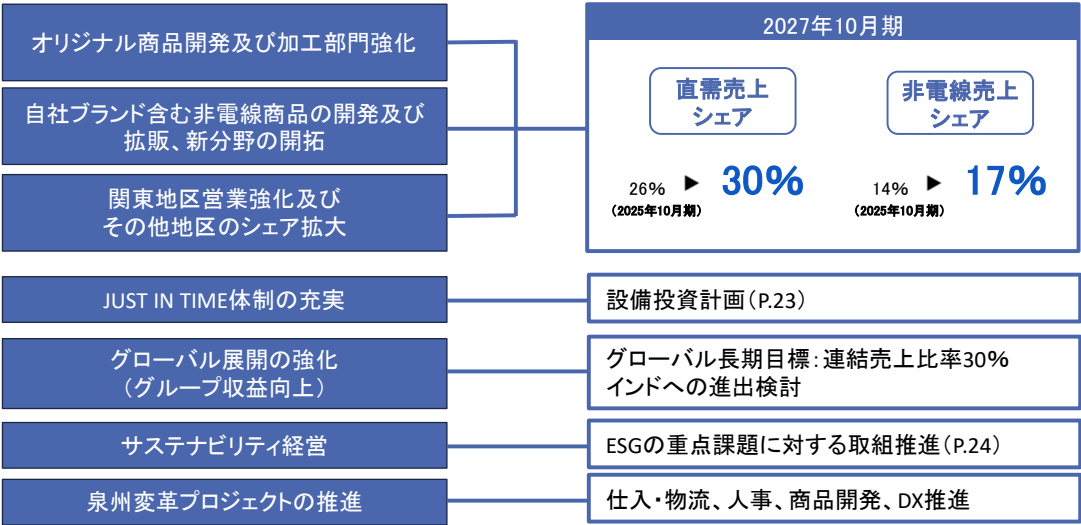 オリジナル商品開発及び加工部門強化
自社ブランド含む非電線商品の開発及び
拡販、新分野の開拓
関東地区営業強化及び
その他地区のシェア拡大
2027年10月期
直需売上
シェア
26% ▶ 30%
（2025年10月期）
非電線売上
シェア
14% ▶ 17%
（2025年10月期）
JUST IN TIME体制の充実
設備投資計画（P.23）
グローバル展開の強化
（グループ収益向上）
グローバル長期目標：連結売上比率30%
インドへの進出検討
サステナビリティ経営
ESGの重点課題に対する取組推進（P.24）
泉州変革プロジェクトの推進
仕入・物流、人事、商品開発、DX推進